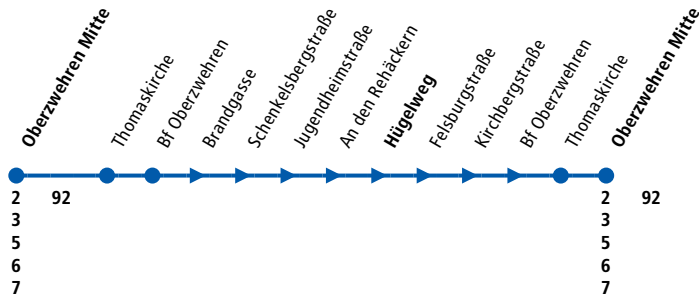 Oberzwehren Mitte
Thomaskirche
Bf Oberzwehren
Brandgasse
Schenkelsbergstraße
Jugendheimstraße
An den Rehäckern
Hügelweg
Felsburgstraße
Kirchbergstraße
Bf Oberzwehren
Thomaskirche
Oberzwehren Mitte
2 92 2 92
3 3
5 5
6 6
7 7